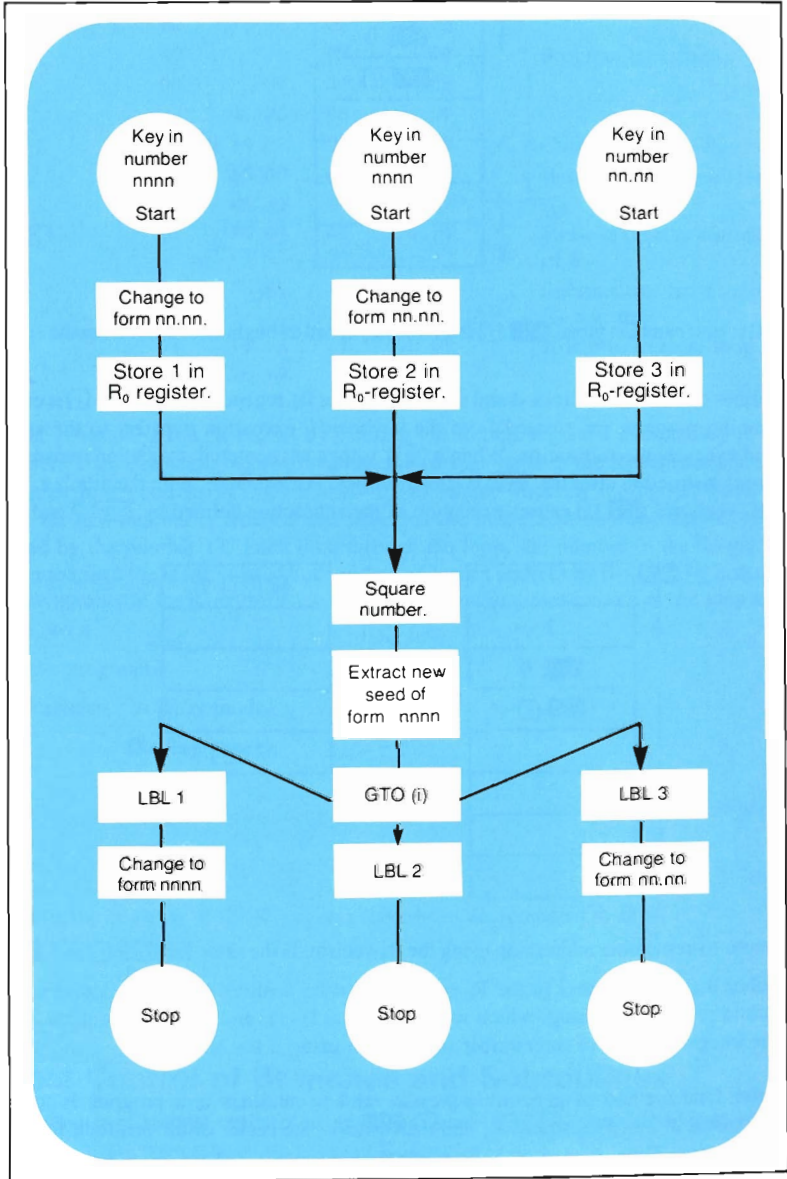 Key in
number
nnnn
Start
Key in
number
nnnn
Start
Key in
number
nn.nn
Start
Change to
form nn.nn.
Change to
form nn.nn.
Store 1 in
R₀ register.
Store 2 in
R₀-register.
Store 3 in
R₀-register.
Square
number.
Extract new
seed of
form nnnn
LBL 1
GTO (i)
LBL 3
Change to
form nnnn
LBL 2
Change to
form nn.nn
Stop
Stop
Stop